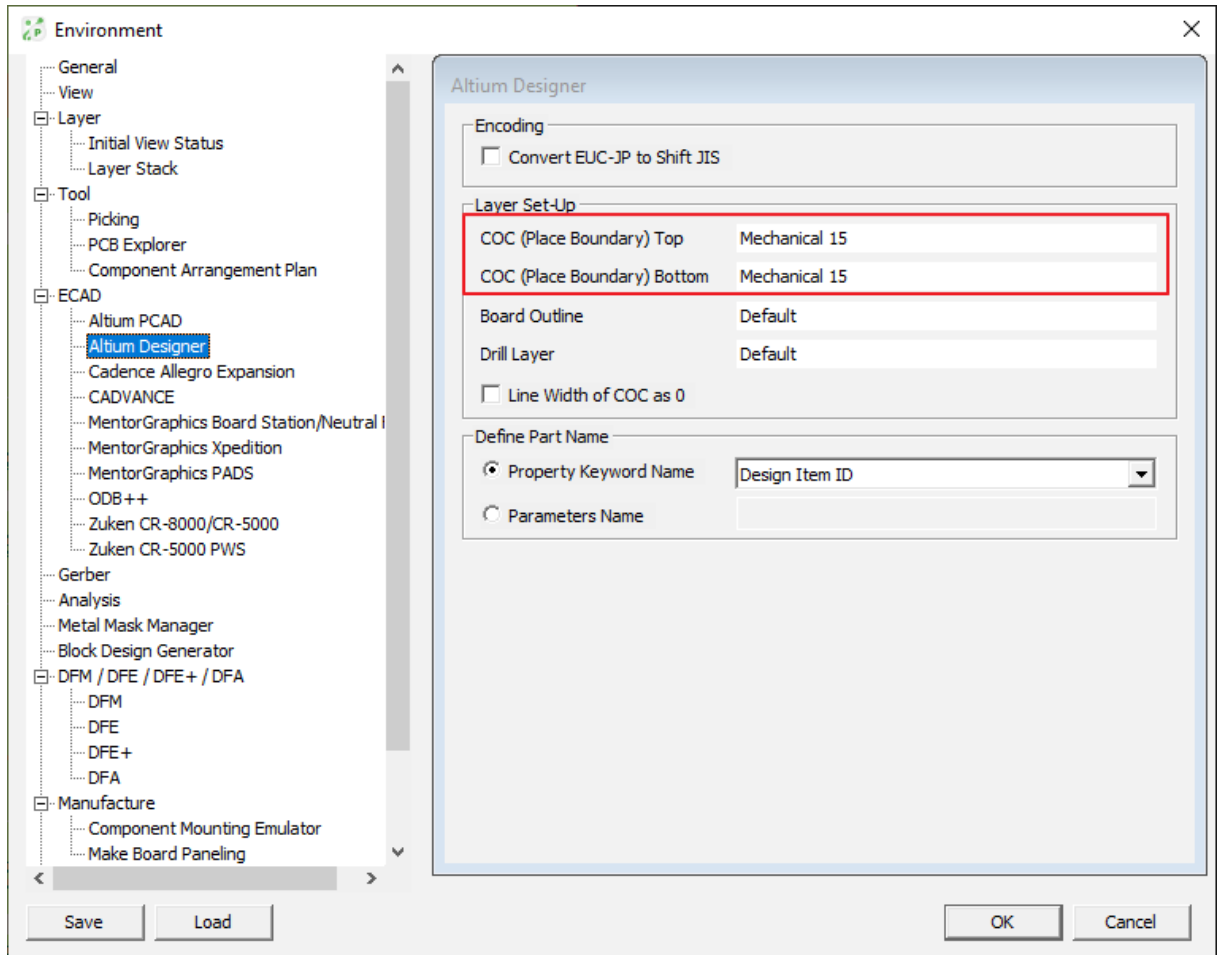 Environment
General
View
Layer
Initial View Status
Layer Stack
Tool
Picking
PCB Explorer
Component Arrangement Plan
ECAD
Altium PCAD
Altium Designer
Cadence Allegro Expansion
CADVANCE
MentorGraphics Board Station/Neutral
MentorGraphics Xpedition
MentorGraphics PADS
ODB++
Zuken CR-8000/CR-5000
Zuken CR-5000 PWS
Gerber
Analysis
Metal Mask Manager
Block Design Generator
DFM / DFE / DFE+ / DFA
DFM
DFE
DFE+
DFA
Manufacture
Component Mounting Emulator
Make Board Paneling
Altium Designer
Encoding
Convert EUC-JP to Shift JIS
Layer Set-Up
COC (Place Boundary) Top Mechanical 15
COC (Place Boundary) Bottom Mechanical 15
Board Outline Default
Drill Layer Default
Line Width of COC as 0
Define Part Name
Property Keyword Name Design Item ID
Parameters Name
Save Load OK Cancel